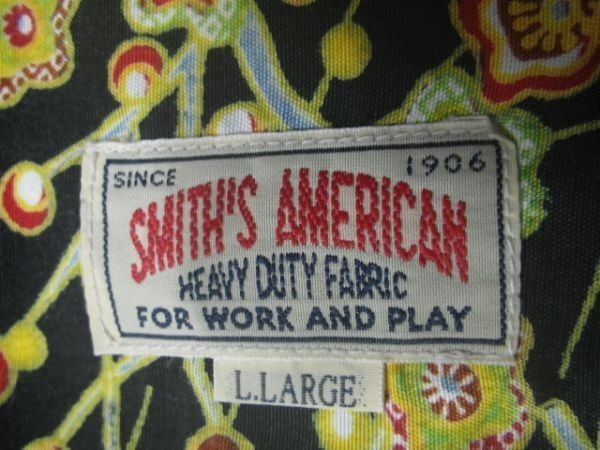 SINCE 1906
SMITH'S AMERICAN
HEAVY DUTY FABRIC
FOR WORK AND PLAY
L.LARGE